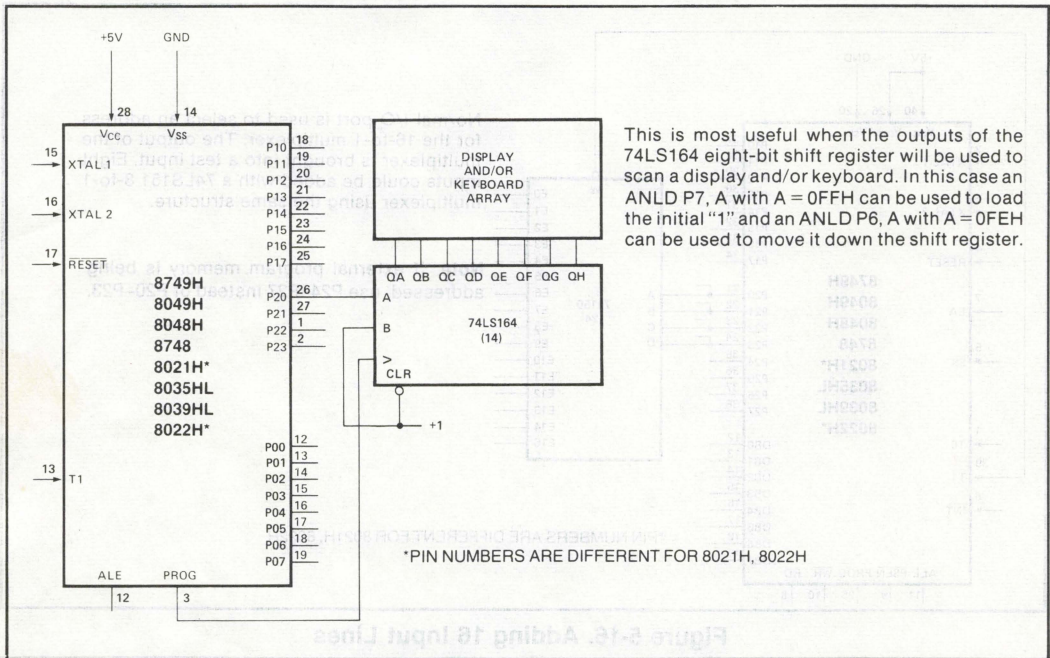 +5V GND
28 14
VCC VSS
15 XTAL 1
16 XTAL 2
17 RESET
8749H
8049H
8048H
8748
8021H*
8035HL
8039HL
8022H*
13 T1
ALE PROG
12 3
P10 18
P11 19
P12 20
P13 21
P14 22
P15 23
P16 24
P17 25
P20 26
P21 27
P22 1
P23 2
P00 12
P01 13
P02 14
P03 15
P04 16
P05 17
P06 18
P07 19
DISPLAY
AND/OR
KEYBOARD
ARRAY
QA QB QC QD QE QF QG QH
A
B
>
CLR
74LS164
(14)
+1
This is most useful when the outputs of the
74LS164 eight-bit shift register will be used to
scan a display and/or keyboard. In this case an
ANLD P7, A with A = 0FFH can be used to load
the initial “1” and an ANLD P6, A with A = 0FEH
can be used to move it down the shift register.
*PIN NUMBERS ARE DIFFERENT FOR 8021H, 8022H
Figure 5-16. Adding 16 Input Lines